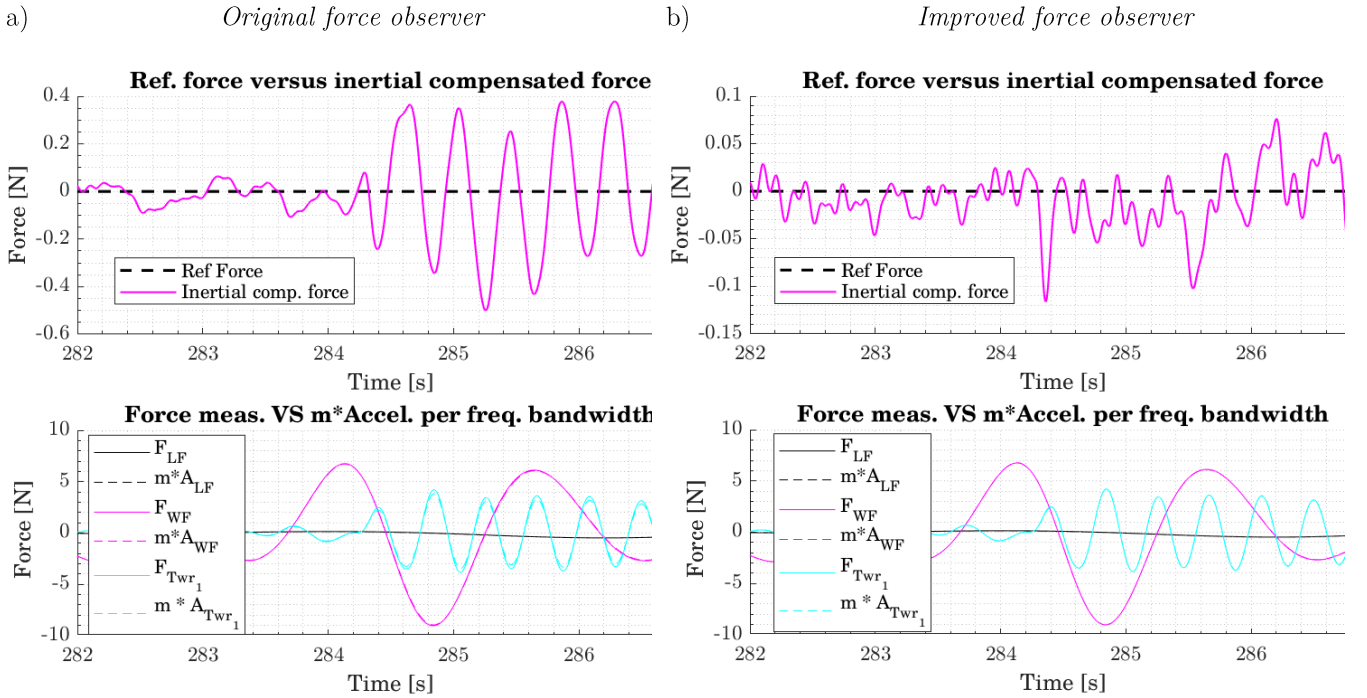 a)
Original force observer
b)
Improved force observer
Ref. force versus inertial compensated force
0.4
0.2
0
-0.2
-0.4
-0.6
Force [N]
Ref Force
Inertial comp. force
282
283
284
285
286
Time [s]
Ref. force versus inertial compensated force
0.1
0.05
0
-0.05
-0.1
-0.15
Force [N]
Ref Force
Inertial comp. force
282
283
284
285
286
Time [s]
Force meas. VS m*Accel. per freq. bandwidth
10
5
0
-5
-10
Force [N]
F_LF
m*A_LF
F_WF
m*A_WF
F_Twr_1
m * A_Twr_1
282
283
284
285
286
Time [s]
Force meas. VS m*Accel. per freq. bandwidth
10
5
0
-5
-10
Force [N]
F_LF
m*A_LF
F_WF
m*A_WF
F_Twr_1
m * A_Twr_1
282
283
284
285
286
Time [s]